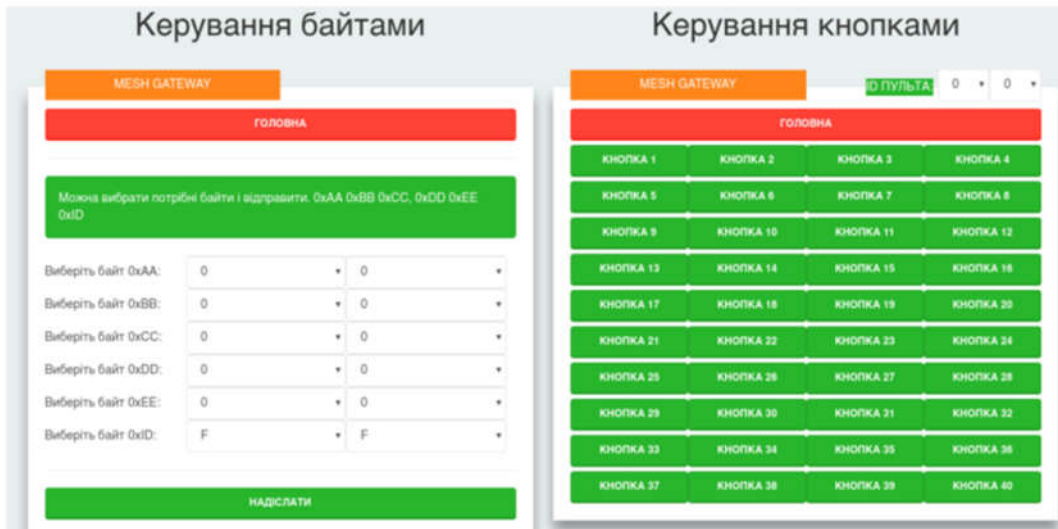 Керування байтами
MESH GATEWAY
ГОЛОВНА
Можна вибрати потрібні байти і відправити. 0xAA 0xBB 0xCC, 0xDD 0xEE
0xID
Виберіть байт 0xAA: 0 0
Виберіть байт 0xBB: 0 0
Виберіть байт 0xCC: 0 0
Виберіть байт 0xDD: 0 0
Виберіть байт 0xEE: 0 0
Виберіть байт 0xID: F F
НАДІСЛАТИ
Керування кнопками
MESH GATEWAY ID ПУЛЬТА: 0 0
ГОЛОВНА
КНОПКА 1 КНОПКА 2 КНОПКА 3 КНОПКА 4
КНОПКА 5 КНОПКА 6 КНОПКА 7 КНОПКА 8
КНОПКА 9 КНОПКА 10 КНОПКА 11 КНОПКА 12
КНОПКА 13 КНОПКА 14 КНОПКА 15 КНОПКА 16
КНОПКА 17 КНОПКА 18 КНОПКА 19 КНОПКА 20
КНОПКА 21 КНОПКА 22 КНОПКА 23 КНОПКА 24
КНОПКА 25 КНОПКА 26 КНОПКА 27 КНОПКА 28
КНОПКА 29 КНОПКА 30 КНОПКА 31 КНОПКА 32
КНОПКА 33 КНОПКА 34 КНОПКА 35 КНОПКА 36
КНОПКА 37 КНОПКА 38 КНОПКА 39 КНОПКА 40